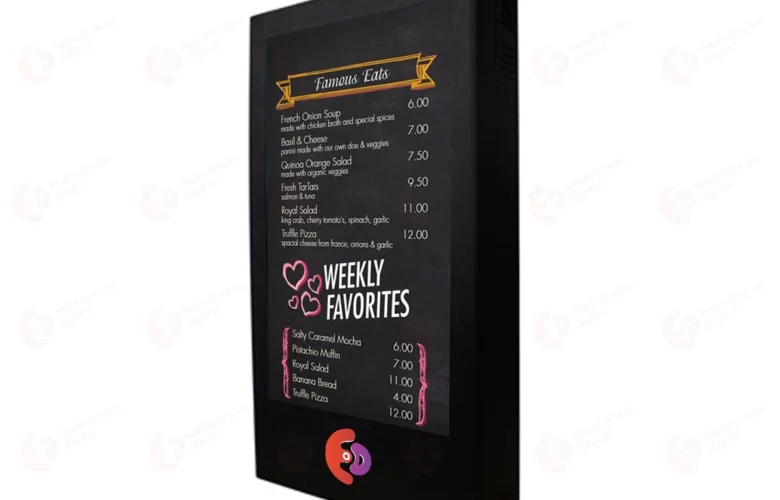 Famous Eats
French Onion Soup 6.00
made with chicken broth and special spices
Basil & Cheese 7.00
panini made with our own doe & veggies
Quinoa Orange Salad 7.50
made with organic veggies
Fresh TarTars 9.50
salmon & tuna
Royal Salad 11.00
king crab, cherry tomato's, spinach, garlic
Truffle Pizza 12.00
spacial cheese from france, onions & garlic
WEEKLY
FAVORITES
Salty Caramel Mocha 6.00
Pistachio Muffin 7.00
Royal Salad 11.00
Banana Bread 4.00
Truffle Pizza 12.00